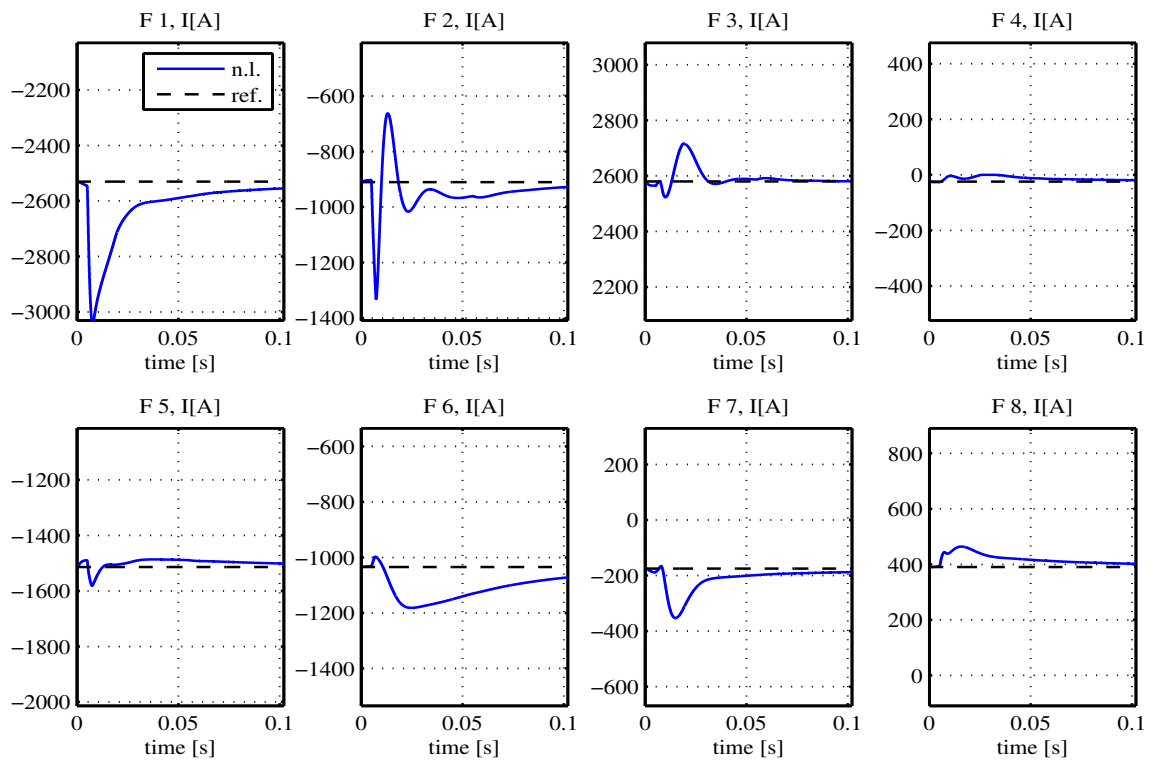 F 1, I[A]
F 2, I[A]
F 3, I[A]
F 4, I[A]
n.l.
ref.
−2200
−2400
−2600
−2800
−3000
0 0.05 0.1
time [s]
−600
−800
−1000
−1200
−1400
0 0.05 0.1
time [s]
3000
2800
2600
2400
2200
0 0.05 0.1
time [s]
400
200
0
−200
−400
0 0.05 0.1
time [s]
F 5, I[A]
F 6, I[A]
F 7, I[A]
F 8, I[A]
−1200
−1400
−1600
−1800
−2000
0 0.05 0.1
time [s]
−600
−800
−1000
−1200
−1400
0 0.05 0.1
time [s]
200
0
−200
−400
−600
0 0.05 0.1
time [s]
800
600
400
200
0
0 0.05 0.1
time [s]